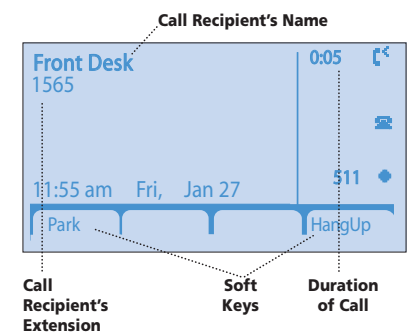 Call Recipient's Name
Front Desk
0:05
1565
511
11:55 am Fri, Jan 27
Park
HangUp
Call Recipient's Extension
Soft Keys
Duration of Call